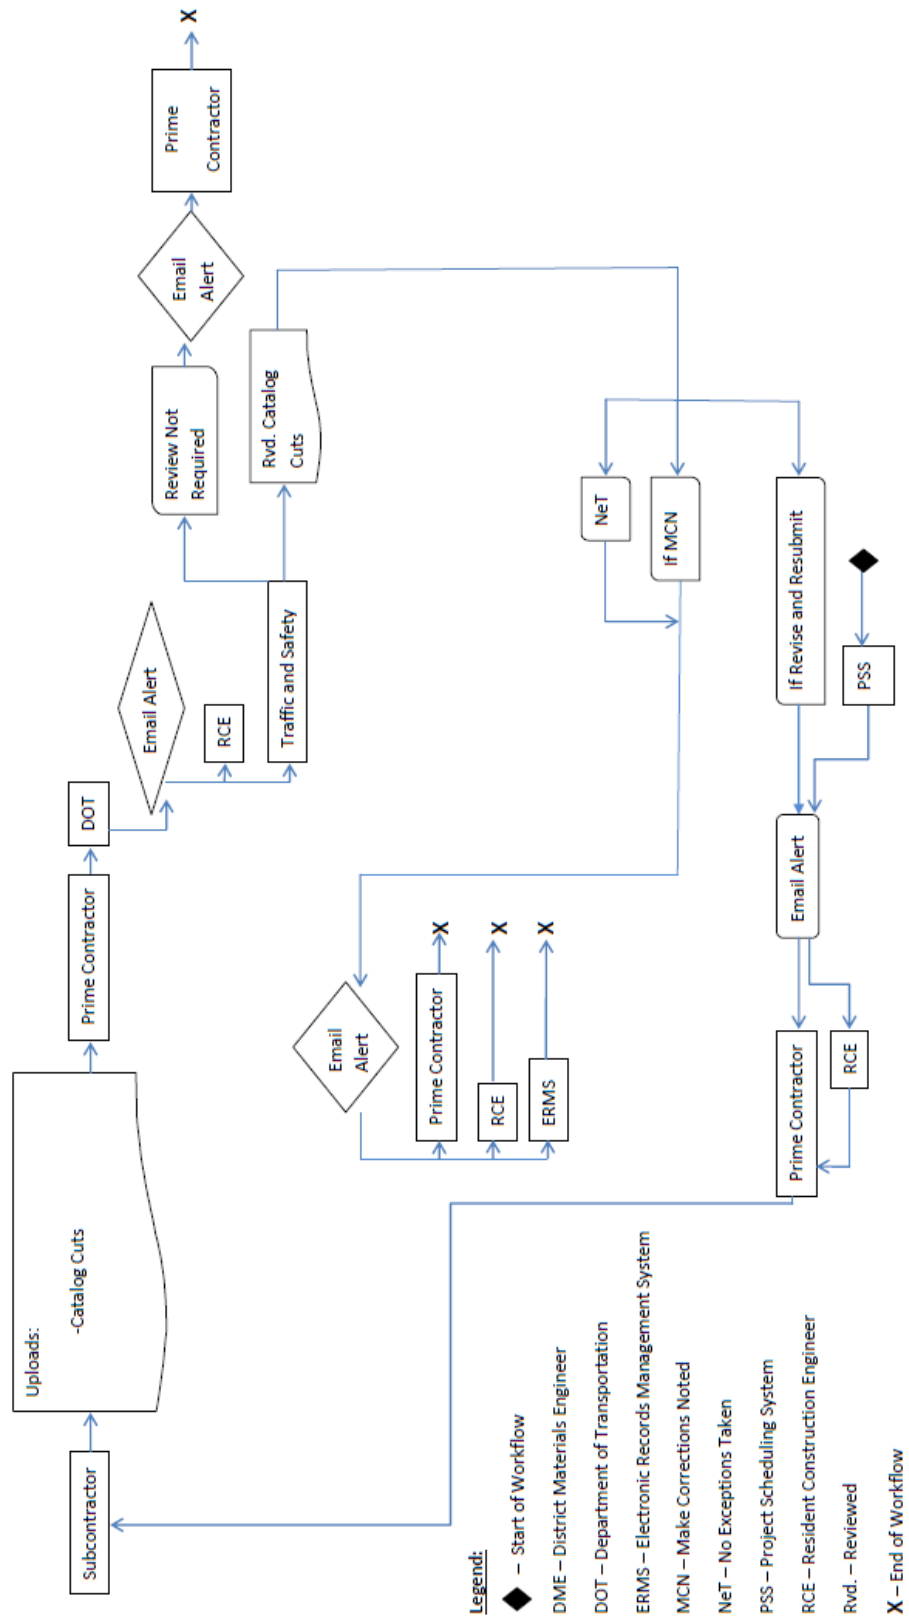 Subcontractor
Uploads:
-Catalog Cuts
Prime Contractor
DOT
Email Alert
RCE
Traffic and Safety
Review Not
Required
Email
Alert
Prime
Contractor
X
Rvd. Catalog
Cuts
NeT
If MCN
If Revise and Resubmit
PSS
Email Alert
Prime Contractor
RCE
Email
Alert
Prime Contractor
X
RCE
X
ERMS
X
Legend:
– Start of Workflow
DME – District Materials Engineer
DOT – Department of Transportation
ERMS – Electronic Records Management System
MCN – Make Corrections Noted
NeT – No Exceptions Taken
PSS – Project Scheduling System
RCE – Resident Construction Engineer
Rvd. – Reviewed
X – End of Workflow